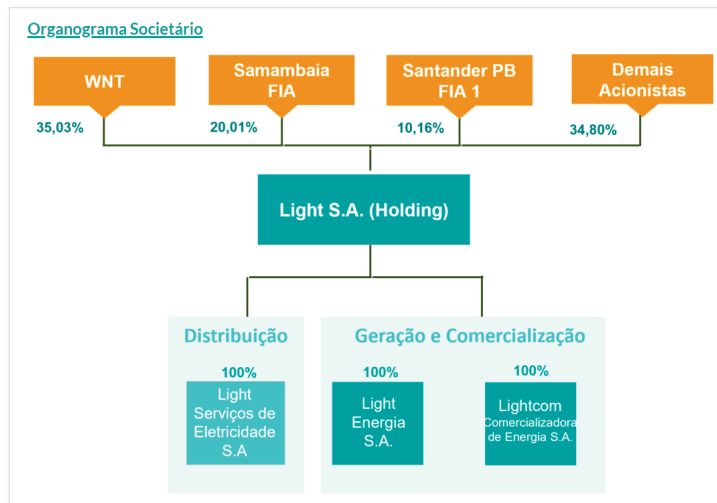 Organograma Societário
WNT
Samambaia
FIA
Santander PB
FIA 1
Demais
Acionistas
35,03%
20,01%
10,16%
34,80%
Light S.A. (Holding)
Distribuição
Geração e Comercialização
100%
100%
100%
Light
Serviços de
Eletricidade
S.A
Light
Energia
S.A.
Lightcom
Comercializadora
de Energia S.A.